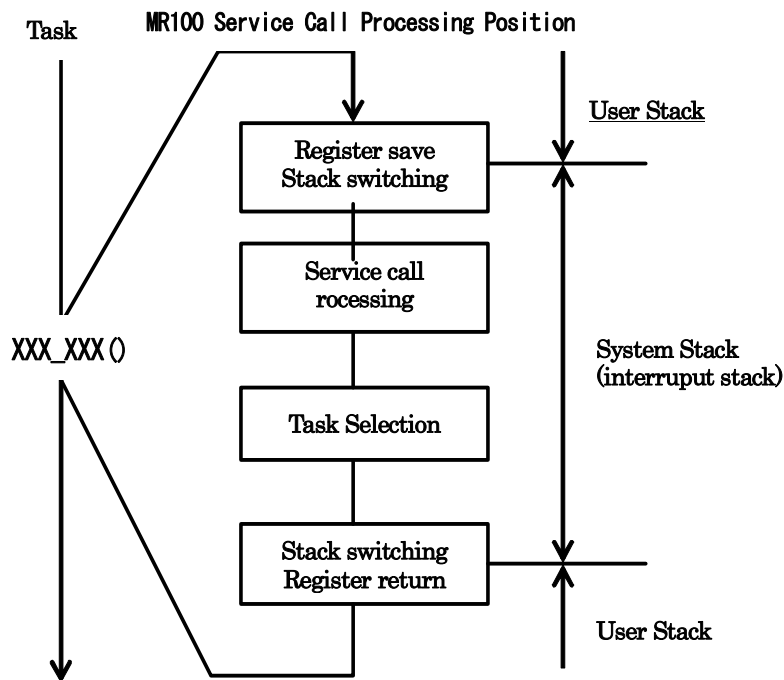 MR100 Service Call Processing Position
Task
User Stack
Register save
Stack switching
Service call
rocessing
XXX_XXX()
System Stack
(interruput stack)
Task Selection
Stack switching
Register return
User Stack